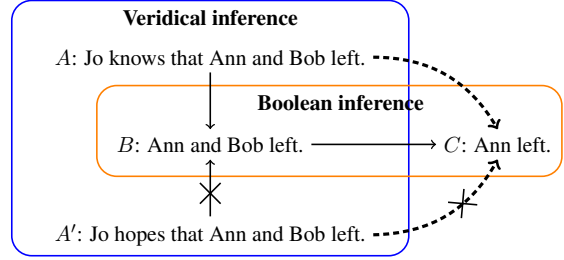 Veridical inference
A: Jo knows that Ann and Bob left.
Boolean inference
B: Ann and Bob left.
C: Ann left.
A′: Jo hopes that Ann and Bob left.